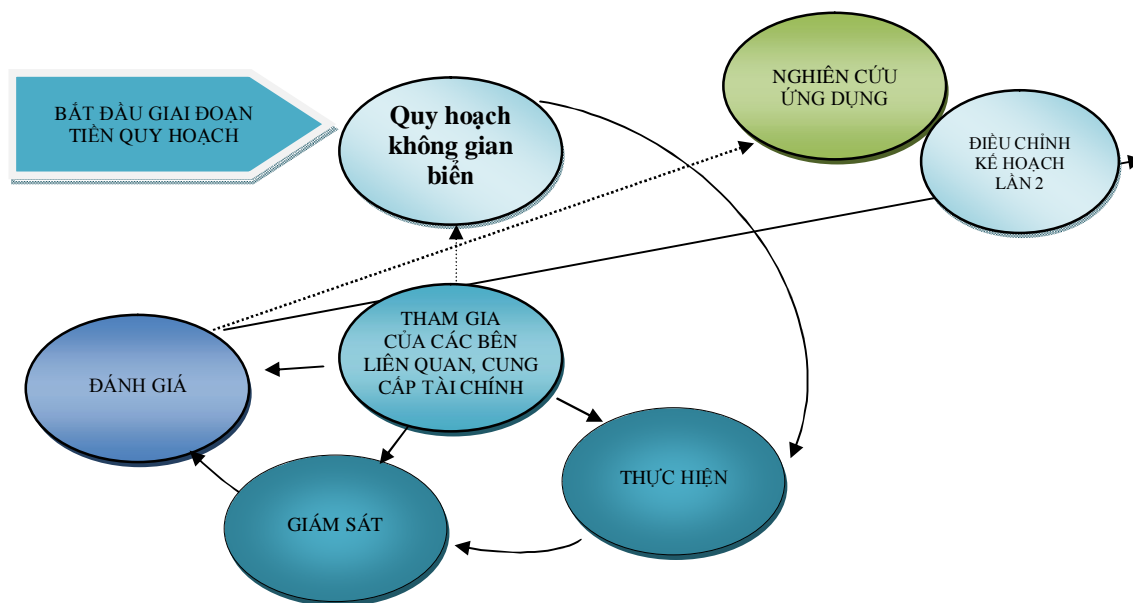 BẮT ĐẦU GIAI ĐOẠN
TIỀN QUY HOẠCH
Quy hoạch
không gian
biển
NGHIÊN CỨU
ỨNG DỤNG
ĐIỀU CHỈNH
KẾ HOẠCH
LẦN 2
THAM GIA
CỦA CÁC BÊN
LIÊN QUAN, CUNG
CẤP TÀI CHÍNH
ĐÁNH GIÁ
THỰC HIỆN
GIÁM SÁT